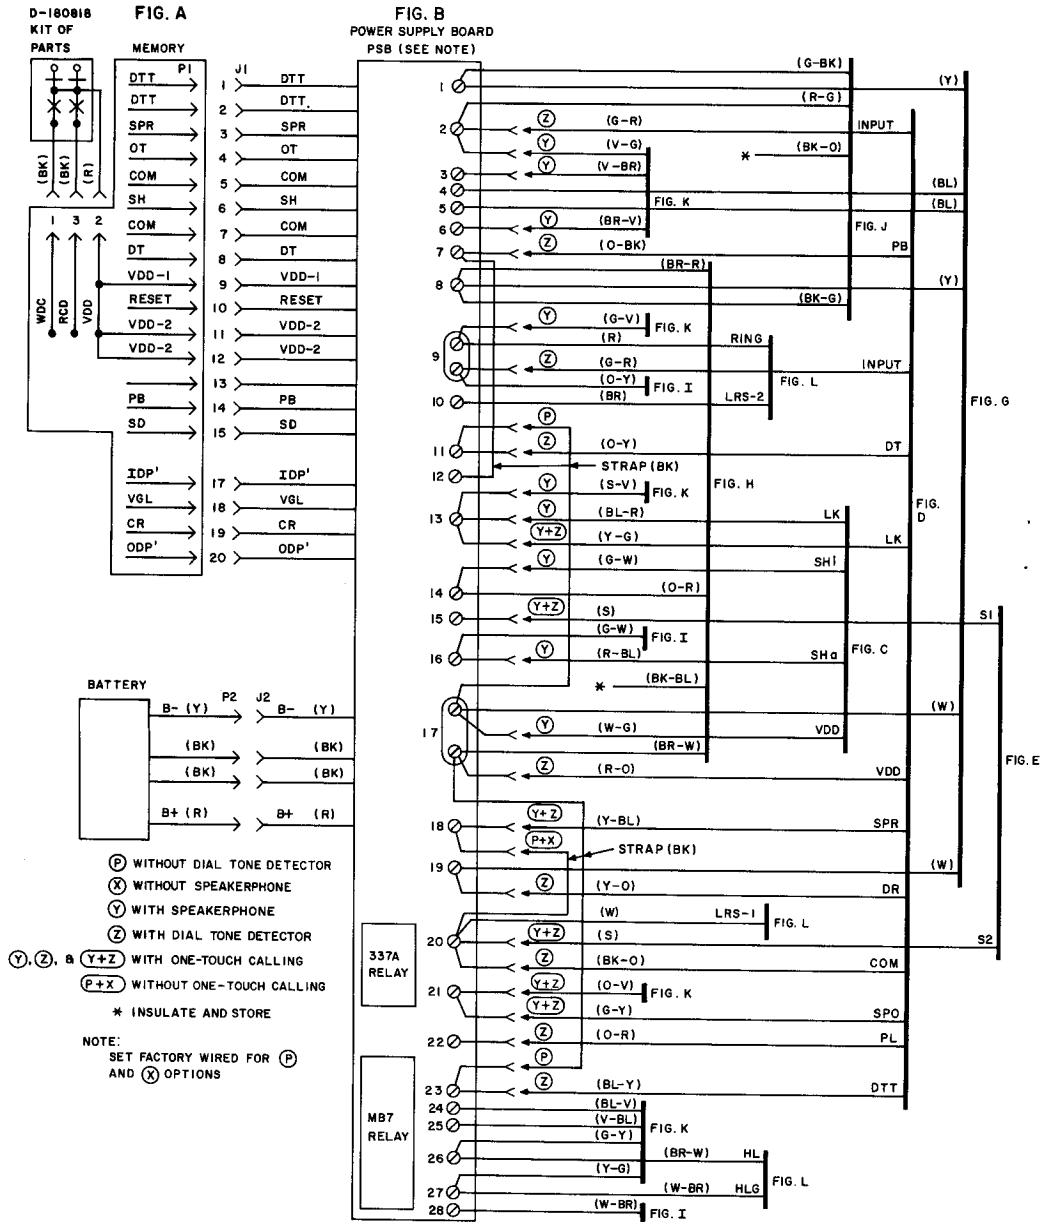 D-180818
KIT OF
PARTS
FIG. A
FIG. B
POWER SUPPLY BOARD
PSB (SEE NOTE)
MEMORY
P1
J1
(BK)
(BK)
(R)
1 3 2
WDC
RCD
VDD
DTT 1 DTT
DTT 2 DTT.
SPR 3 SPR
OT 4 OT
COM 5 COM
SH 6 SH
COM 7 COM
DT 8 DT
VDD-1 9 VDD-1
RESET 10 RESET
VDD-2 11 VDD-2
VDD-2 12 VDD-2
13
PB 14 PB
SD 15 SD
IDP' 17 IDP'
VGL 18 VGL
CR 19 CR
ODP' 20 ODP'
BATTERY
P2 J2
B- (Y) B- (Y)
(BK) (BK)
(BK) (BK)
B+ (R) B+ (R)
(P) WITHOUT DIAL TONE DETECTOR
(X) WITHOUT SPEAKERPHONE
(Y) WITH SPEAKERPHONE
(Z) WITH DIAL TONE DETECTOR
(Y), (Z), & (Y+Z) WITH ONE-TOUCH CALLING
(P+X) WITHOUT ONE-TOUCH CALLING
* INSULATE AND STORE
NOTE:
SET FACTORY WIRED FOR (P)
AND (X) OPTIONS
337A
RELAY
MB7
RELAY
(G-BK)
1 (Y)
(R-G)
2 Z (G-R) INPUT
Y (V-G)
* (BK-O)
3 Y (V-BR)
4 (BL)
5 (BL)
FIG. K
6 Y (BR-V)
FIG. J
7 Z (O-BK) PB
(BR-R)
8 (Y)
(BK-G)
Y (G-V) FIG. K
(R) RING
9
Z (G-R) INPUT
(O-Y) FIG. I
FIG. L
10 (BR) LRS-2
FIG. G
P
11 Z (O-Y) DT
STRAP (BK)
12
FIG. H
Y (S-V) FIG. K
FIG.
D
13 Y (BL-R) LK
Y+Z (Y-G) LK
Y (G-W) SHi
14 (O-R)
15 Y+Z (S) S1
(G-W) FIG. I
FIG. C
16 Y (R-BL) SHa
* (BK-BL)
(W)
17
Y (W-G) VDD
(BR-W)
FIG. E
Z (R-O) VDD
18 Y+Z (Y-BL) SPR
P+X
STRAP (BK)
19 (W)
Z (Y-O) DR
(W) LRS-1
FIG. L
20 Y+Z (S) S2
Z (BK-O) COM
21 Y+Z (O-V) FIG. K
Y+Z (G-Y) SPO
22 Z (O-R) PL
P
23 Z (BL-Y) DTT
24 (BL-V)
25 (V-BL)
FIG. K
(G-Y)
26 (BR-W) HL
(Y-G)
FIG. L
27 (W-BR) HLG
28 (W-BR) FIG. I